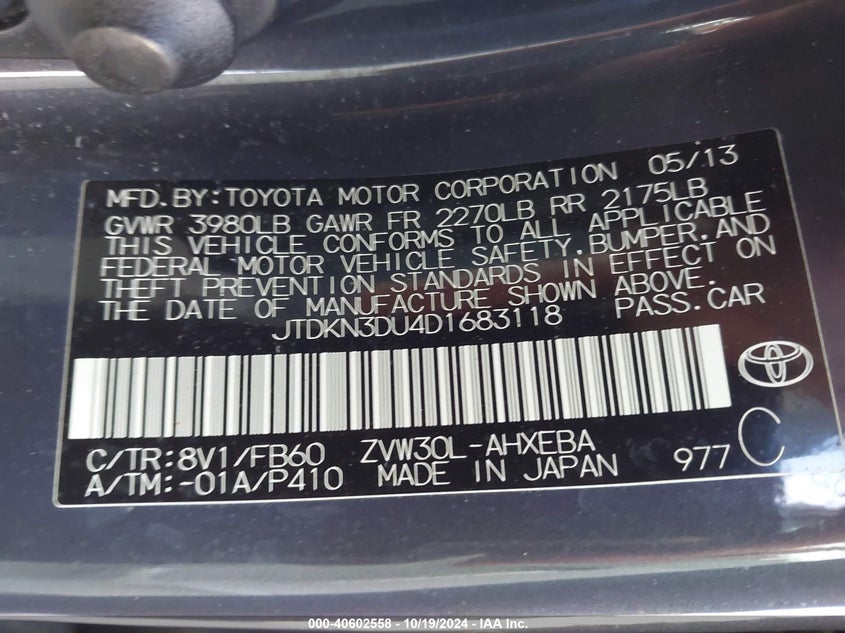 MFD.BY:TOYOTA MOTOR CORPORATION 05/13
GVWR 3980LB GAWR FR 2270LB RR 2175LB
THIS VEHICLE CONFORMS TO ALL APPLICABLE
FEDERAL MOTOR VEHICLE SAFETY,BUMPER,AND
THEFT PREVENTION STANDARDS IN EFFECT ON
THE DATE OF MANUFACTURE SHOWN ABOVE.
JTDKN3DU4D1683118 PASS.CAR
C/TR:8V1/FB60 ZVW30L-AHXEBA
A/TM:-01A/P410 MADE IN JAPAN 977 C
000-40602558 - 10/19/2024 - IAA Inc.